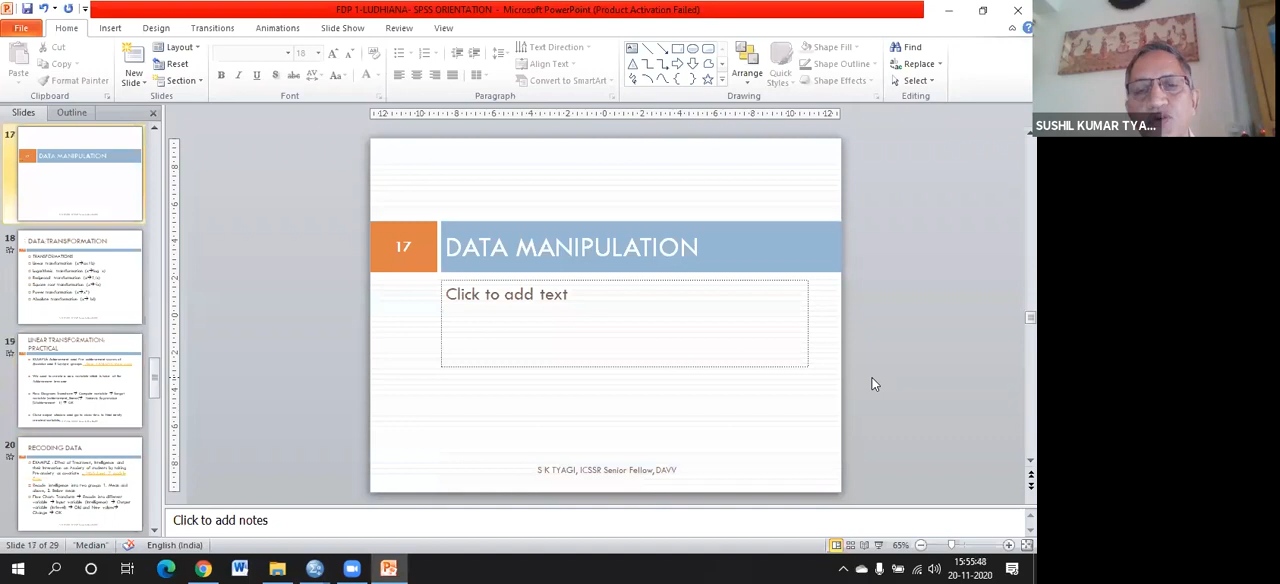 FDP 1-LUDHIANA- SPSS ORIENTATION - Microsoft PowerPoint (Product Activation Failed)
File Home Insert Design Transitions Animations Slide Show Review View
Paste
Cut
Copy
Format Painter
Clipboard
New
Slide
Layout
Reset
Section
Slides
18
B I U S abc AV Aa A
Font
Text Direction
Align Text
Convert to SmartArt
Paragraph
Arrange
Quick
Styles
Shape Fill
Shape Outline
Shape Effects
Drawing
Find
Replace
Select
Editing
SUSHIL KUMAR TYA...
Slides Outline
17
DATA MANIPULATION
18
DATA TRANSFORMATION
TRANSFORMATIONS
19
LINEAR TRANSFORMATION:
PRACTICAL
20
RECODING DATA
17 DATA MANIPULATION
Click to add text
S K TYAGI, ICSSR Senior Fellow, DAVV
Click to add notes
Slide 17 of 29 "Median" English (India) 65%
15:55:48
20-11-2020